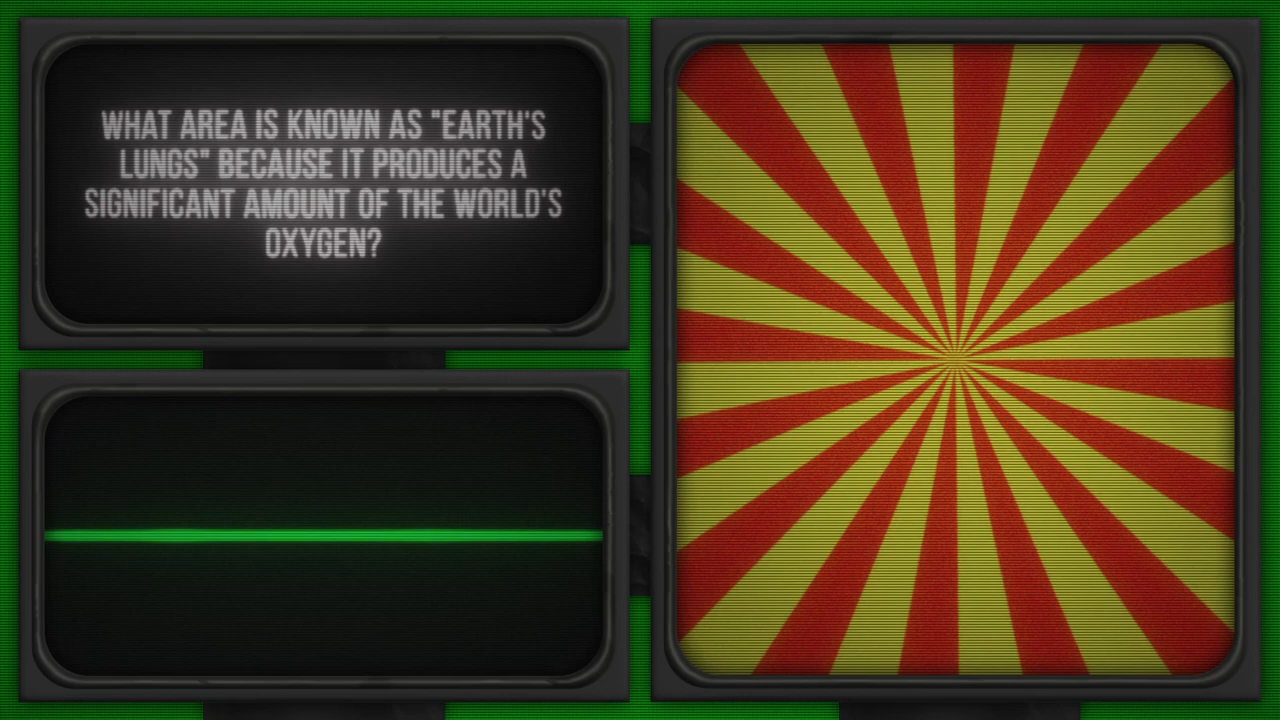 WHAT AREA IS KNOWN AS "EARTH'S
LUNGS" BECAUSE IT PRODUCES A
SIGNIFICANT AMOUNT OF THE WORLD'S
OXYGEN?